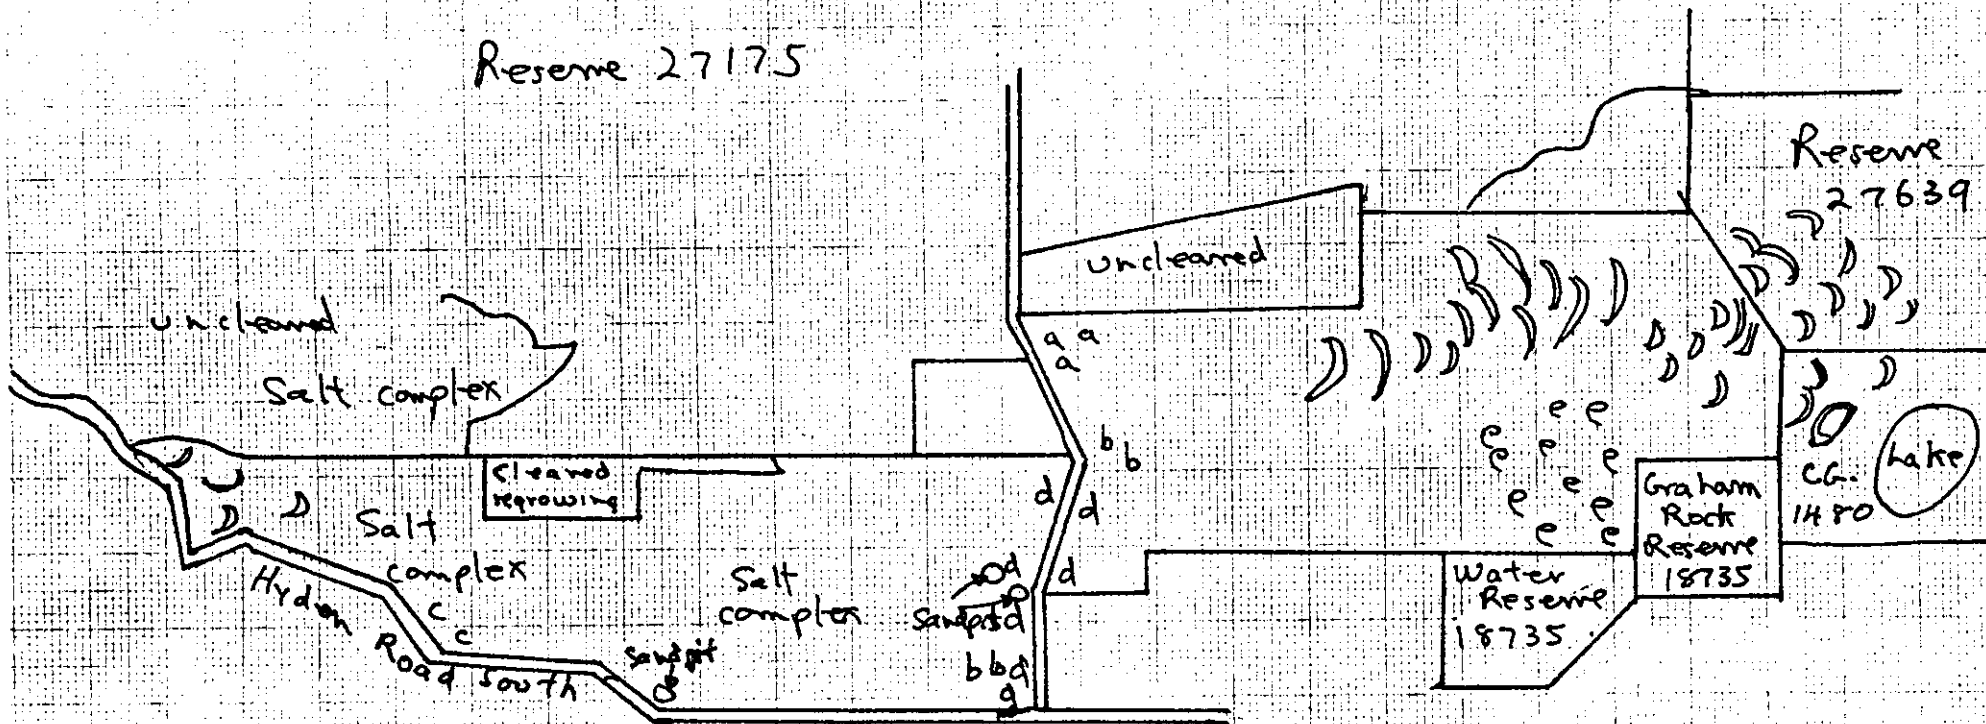 Reserve 27175
Reserve
27639
uncleared
uncleared
Salt complex
a a
a
b b
cleared
regrowing
d
d
e e
e e
e e
e e
e e
e e
Graham
Rock
Reserve
18735
C.G.
1480
Lake
Salt
complex
Hyden
Road South
c
c
Salt
complex
sandpits
d
d
d
sandpit
b b d
g
Water
Reserve
18735